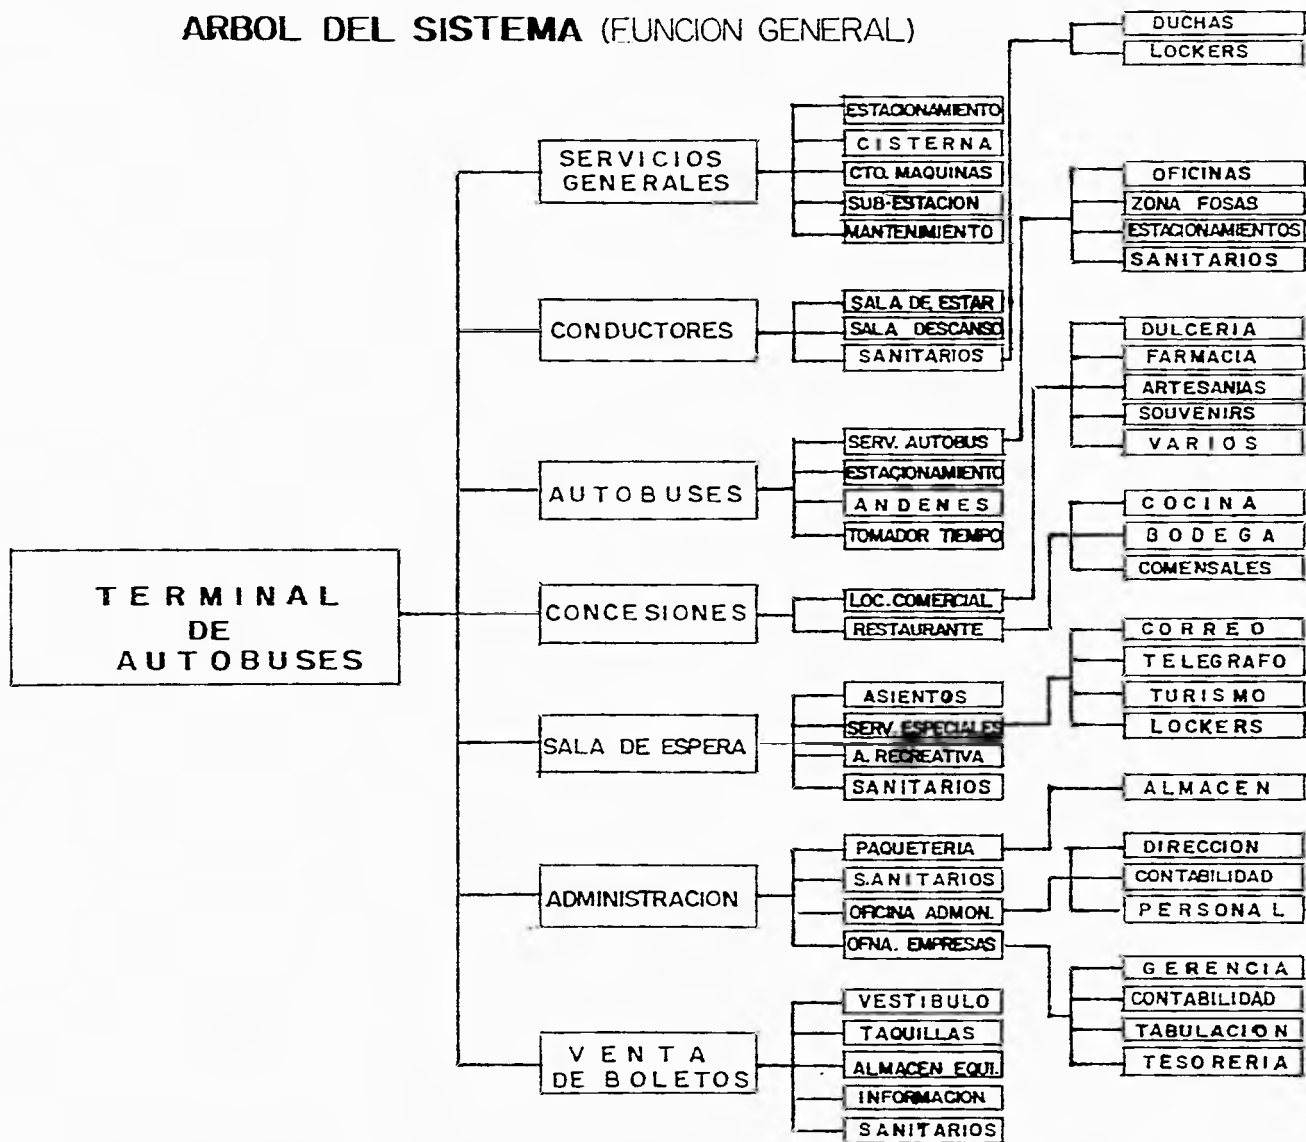 ARBOL DEL SISTEMA (FUNCION GENERAL)
TERMINAL
DE
AUTOBUSES
SERVICIOS
GENERALES
ESTACIONAMIENTO
CISTERNA
CTO. MAQUINAS
SUB-ESTACION
MANTENIMIENTO
CONDUCTORES
SALA DE ESTAR
SALA DESCANSO
SANITARIOS
DUCHAS
LOCKERS
AUTOBUSES
SERV. AUTOBUS
ESTACIONAMIENTO
ANDENES
TOMADOR TIEMPO
OFICINAS
ZONA FOSAS
ESTACIONAMIENTOS
SANITARIOS
CONCESIONES
LOC. COMERCIAL
RESTAURANTE
DULCERIA
FARMACIA
ARTESANIAS
SOUVENIRS
VARIOS
COCINA
BODEGA
COMENSALES
SALA DE ESPERA
ASIENTOS
SERV. ESPECIALES
A. RECREATIVA
SANITARIOS
CORREO
TELEGRAFO
TURISMO
LOCKERS
ADMINISTRACION
PAQUETERIA
SANITARIOS
OFICINA ADMON.
OFNA. EMPRESAS
ALMACEN
DIRECCION
CONTABILIDAD
PERSONAL
GERENCIA
CONTABILIDAD
TABULACION
TESORERIA
VENTA
DE BOLETOS
VESTIBULO
TAQUILLAS
ALMACEN EQUI.
INFORMACION
SANITARIOS